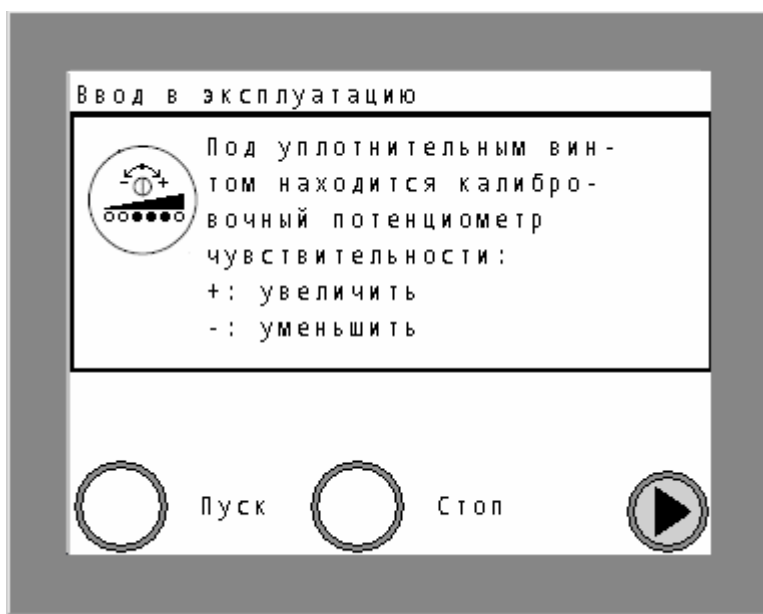 Ввод в эксплуатацию
Под уплотнительным вин-
том находится калибро-
вочный потенциометр
чувствительности:
+: увеличить
-: уменьшить
- +
Пуск Стоп